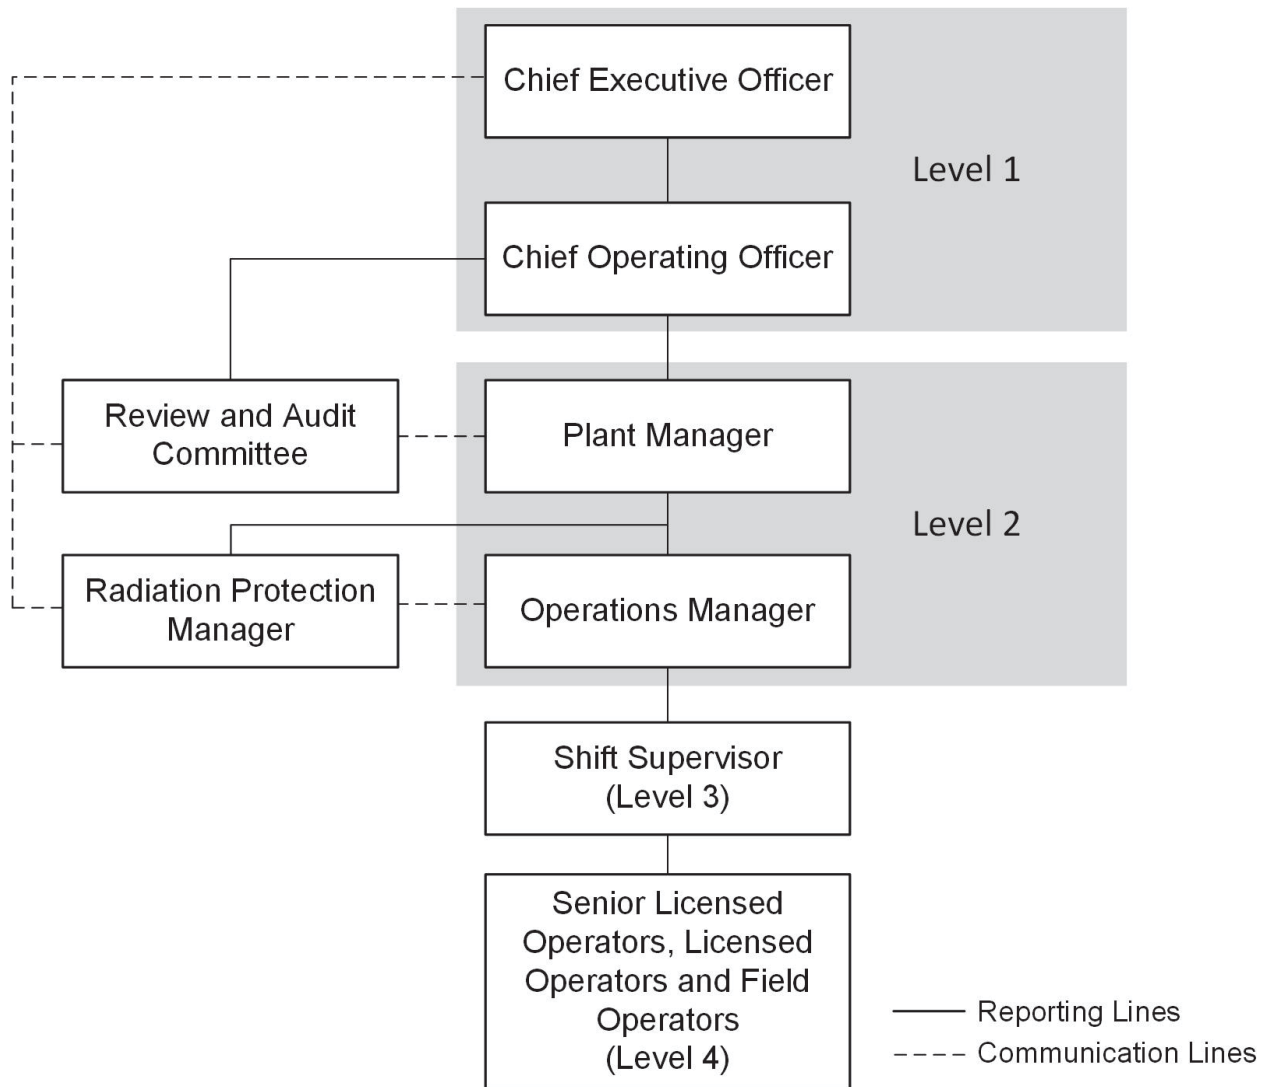 Chief Executive Officer
Level 1
Chief Operating Officer
Review and Audit
Committee
Plant Manager
Level 2
Radiation Protection
Manager
Operations Manager
Shift Supervisor
(Level 3)
Senior Licensed
Operators, Licensed
Operators and Field
Operators
(Level 4)
Reporting Lines
Communication Lines